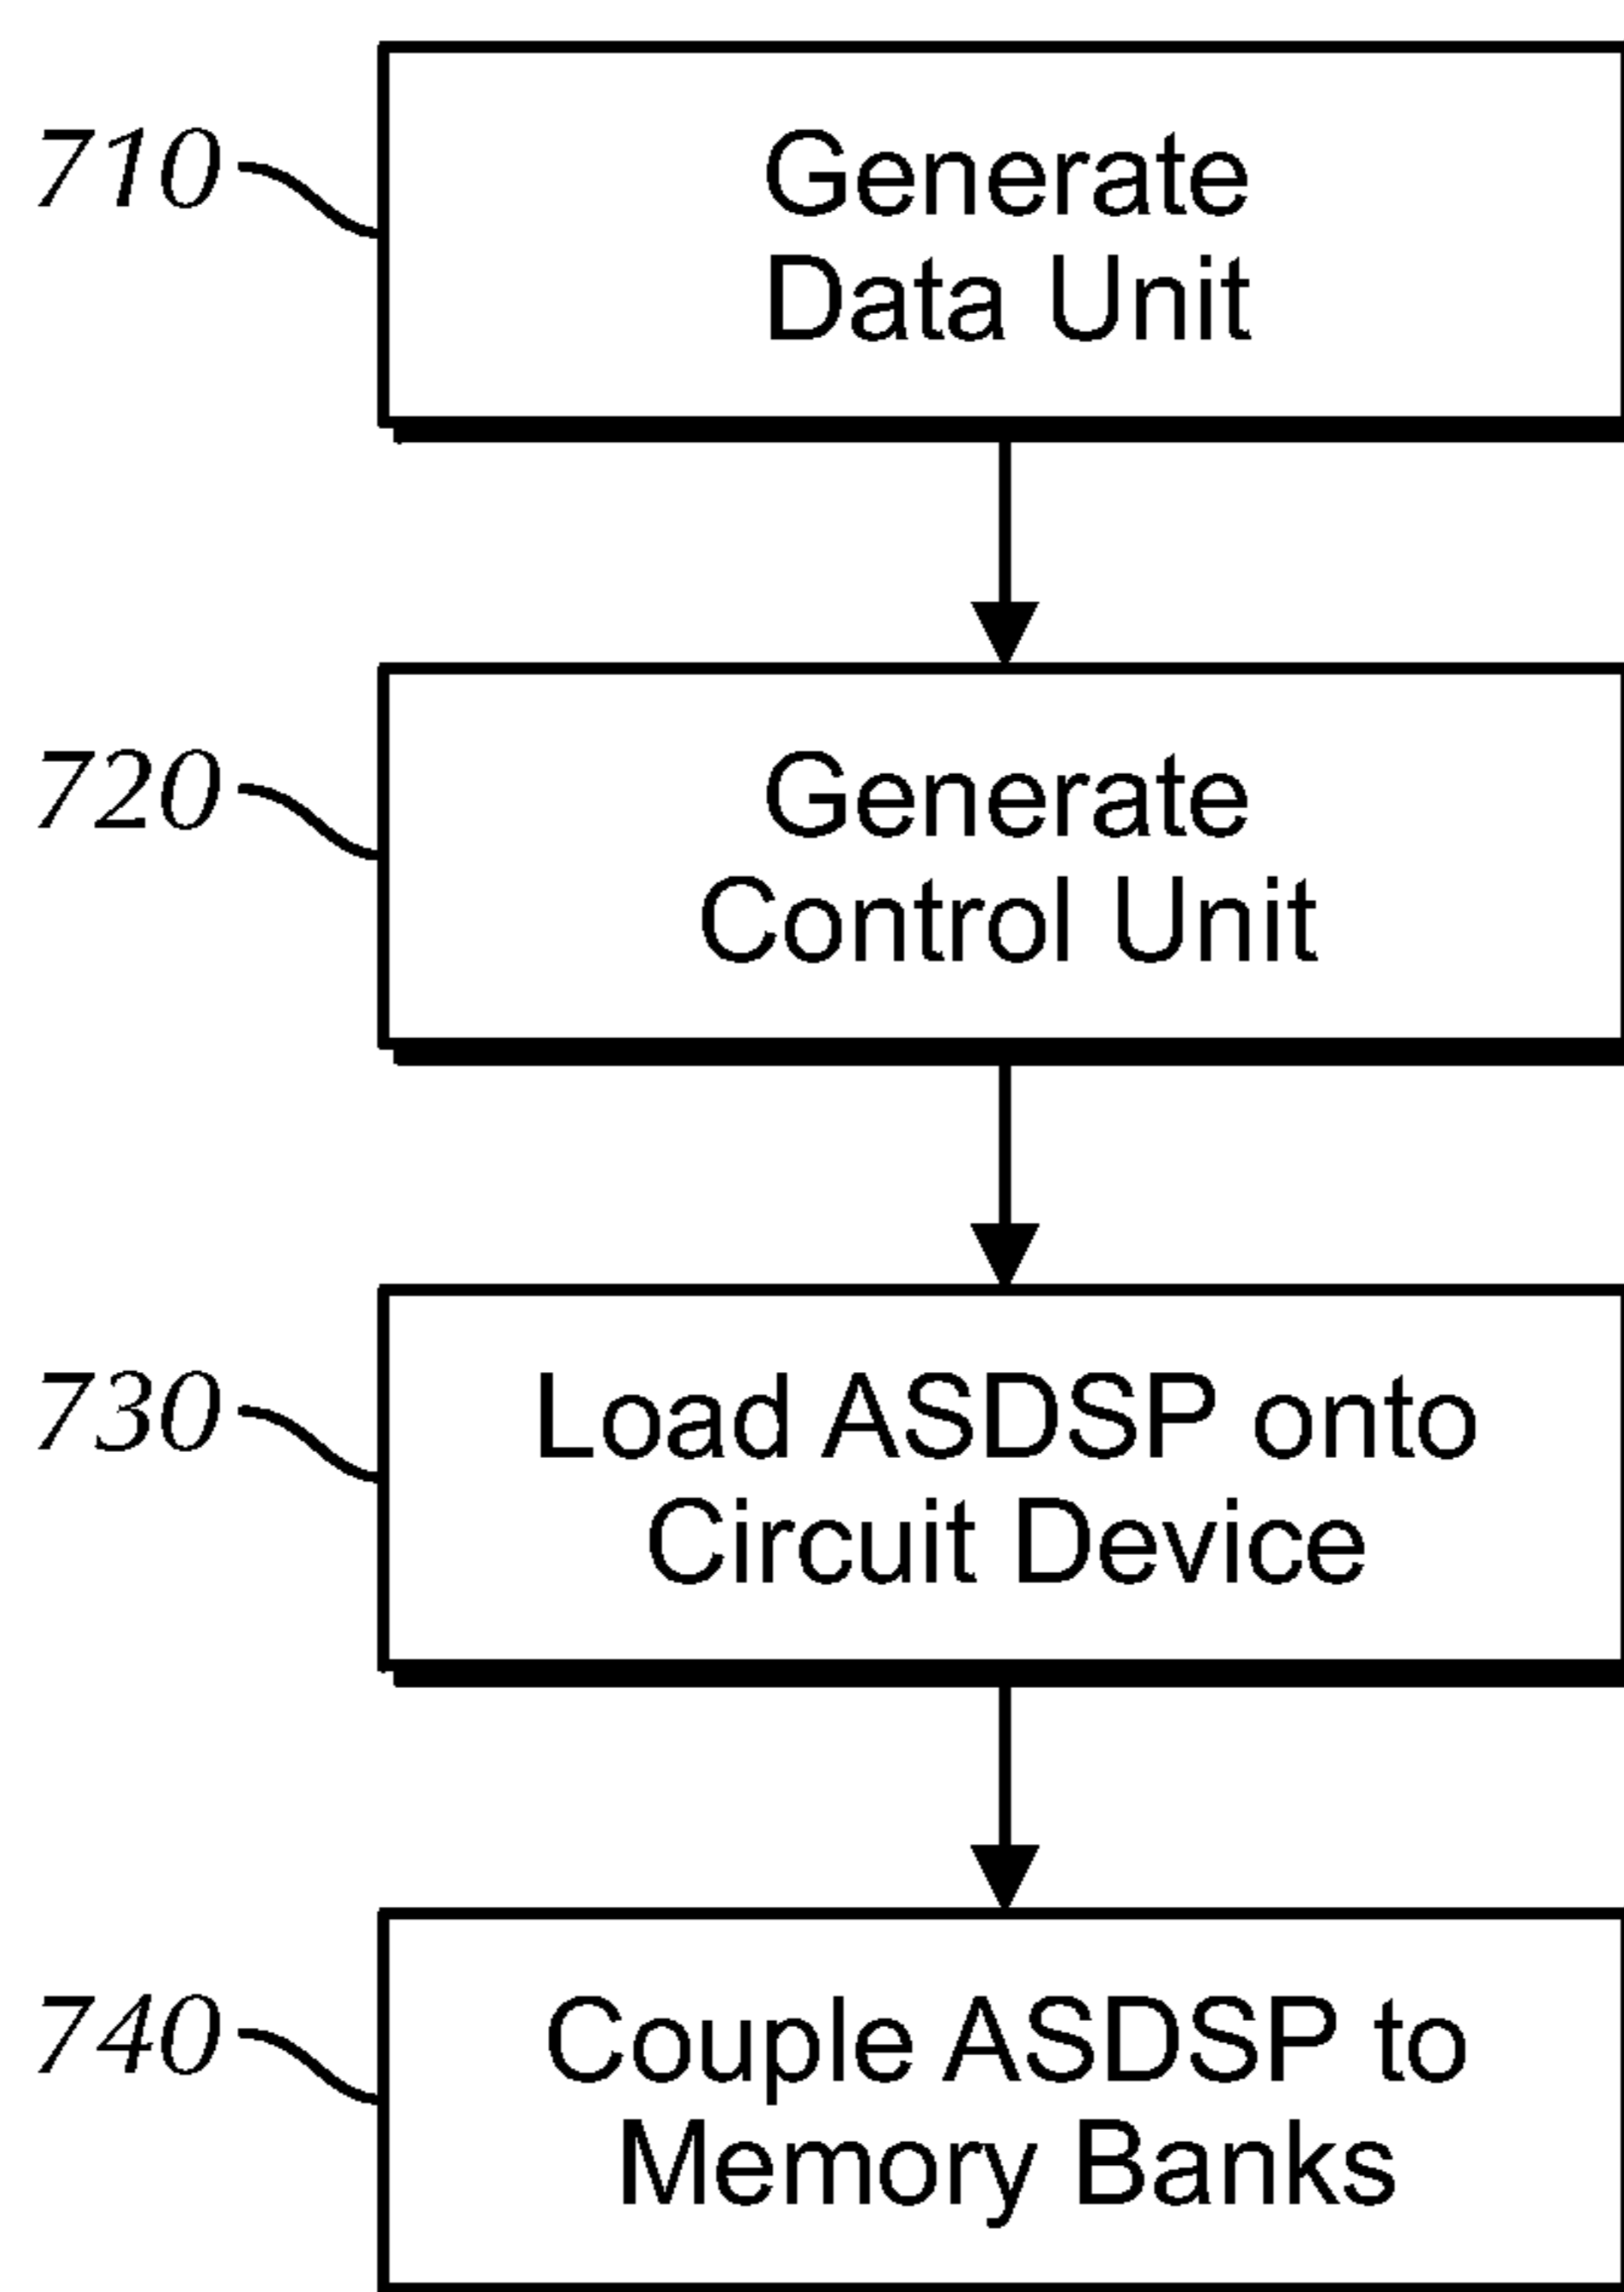 710
Generate
Data Unit
720
Generate
Control Unit
730
Load ASDSP onto
Circuit Device
740
Couple ASDSP to
Memory Banks